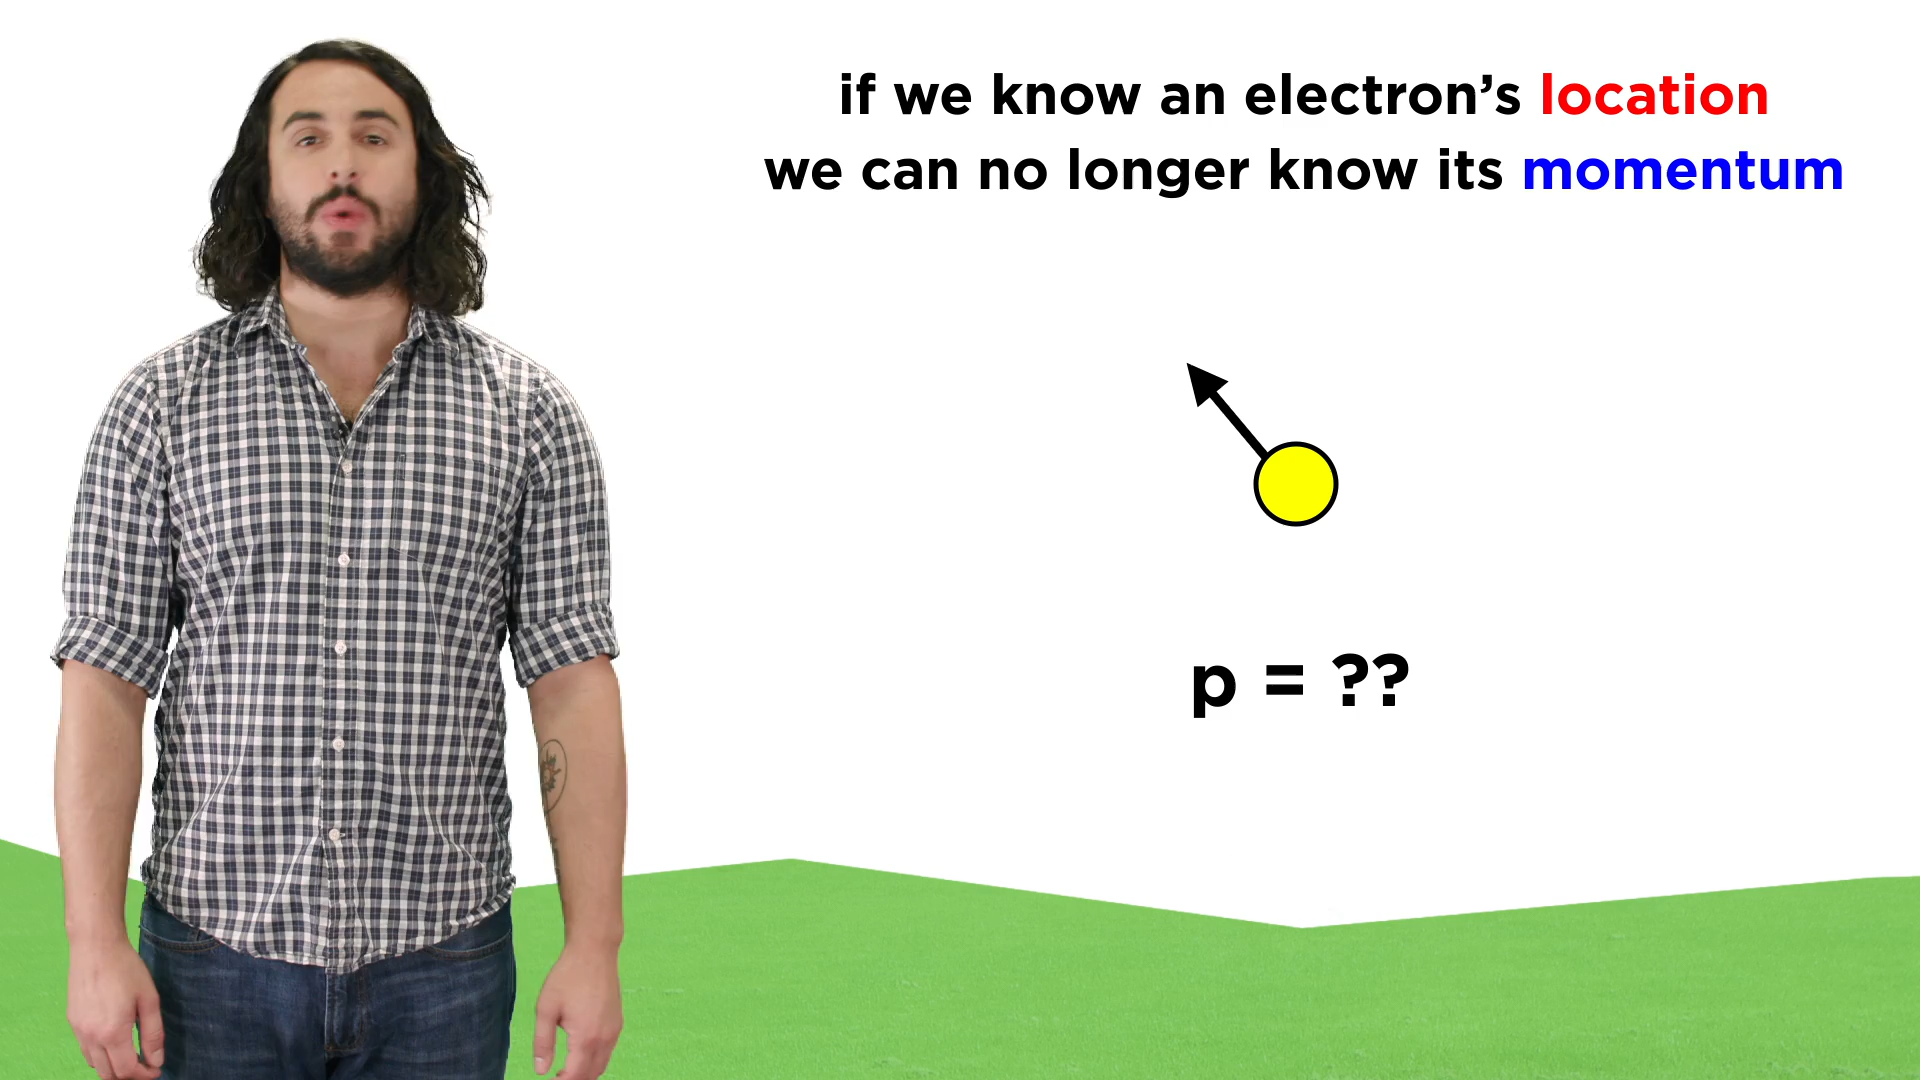 if we know an electron’s location
we can no longer know its momentum
p = ??